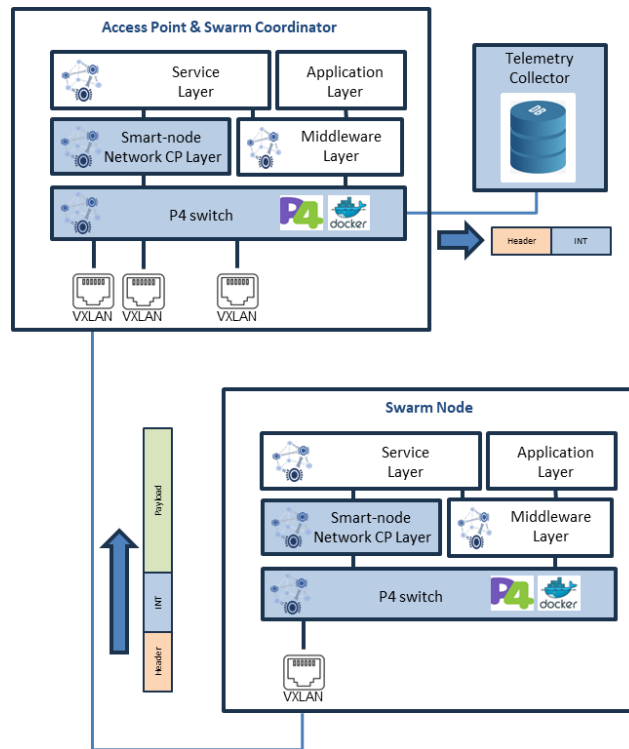 Access Point & Swarm Coordinator
Service
Layer
Application
Layer
Smart-node
Network CP Layer
Middleware
Layer
P4 switch
P4
docker
VXLAN
VXLAN
VXLAN
Telemetry
Collector
DB
Header
INT
Payload
INT
Header
Swarm Node
Service
Layer
Application
Layer
Smart-node
Network CP Layer
Middleware
Layer
P4 switch
P4
docker
VXLAN